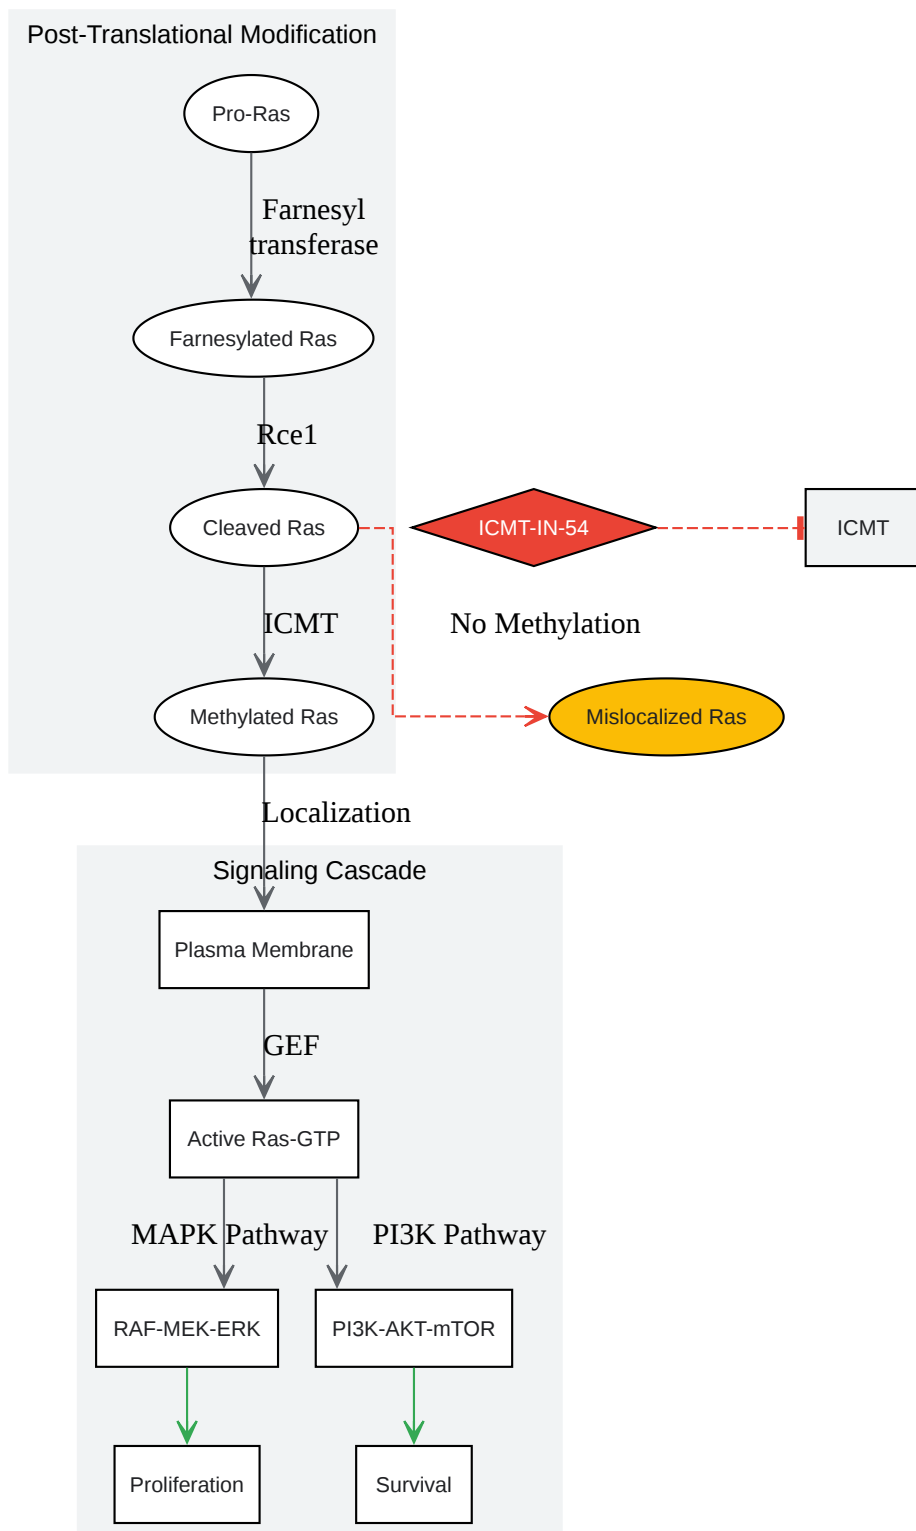 Post-Translational Modification
Pro-Ras
Farnesyl
transferase
Farnesylated Ras
Rce1
Cleaved Ras
ICMT-IN-54
ICMT
ICMT
No Methylation
Methylated Ras
Mislocalized Ras
Localization
Signaling Cascade
Plasma Membrane
GEF
Active Ras-GTP
MAPK Pathway
PI3K Pathway
RAF-MEK-ERK
PI3K-AKT-mTOR
Proliferation
Survival